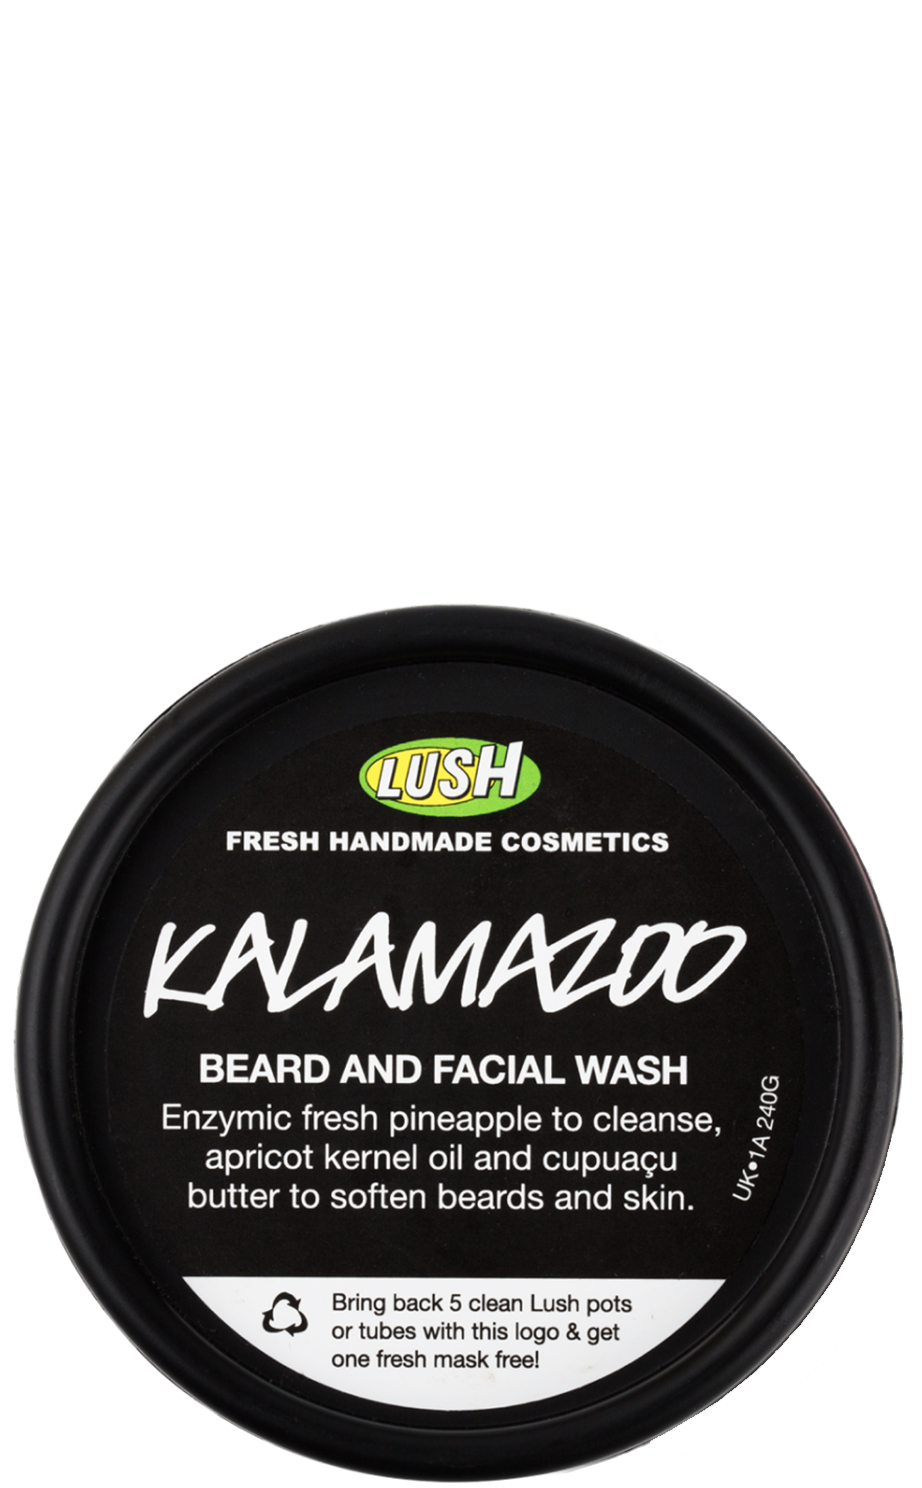 LUSH
FRESH HANDMADE COSMETICS
KALAMAZOO
BEARD AND FACIAL WASH
Enzymic fresh pineapple to cleanse,
apricot kernel oil and cupuaçu
butter to soften beards and skin.
UK•1A 240G
Bring back 5 clean Lush pots
or tubes with this logo & get
one fresh mask free!